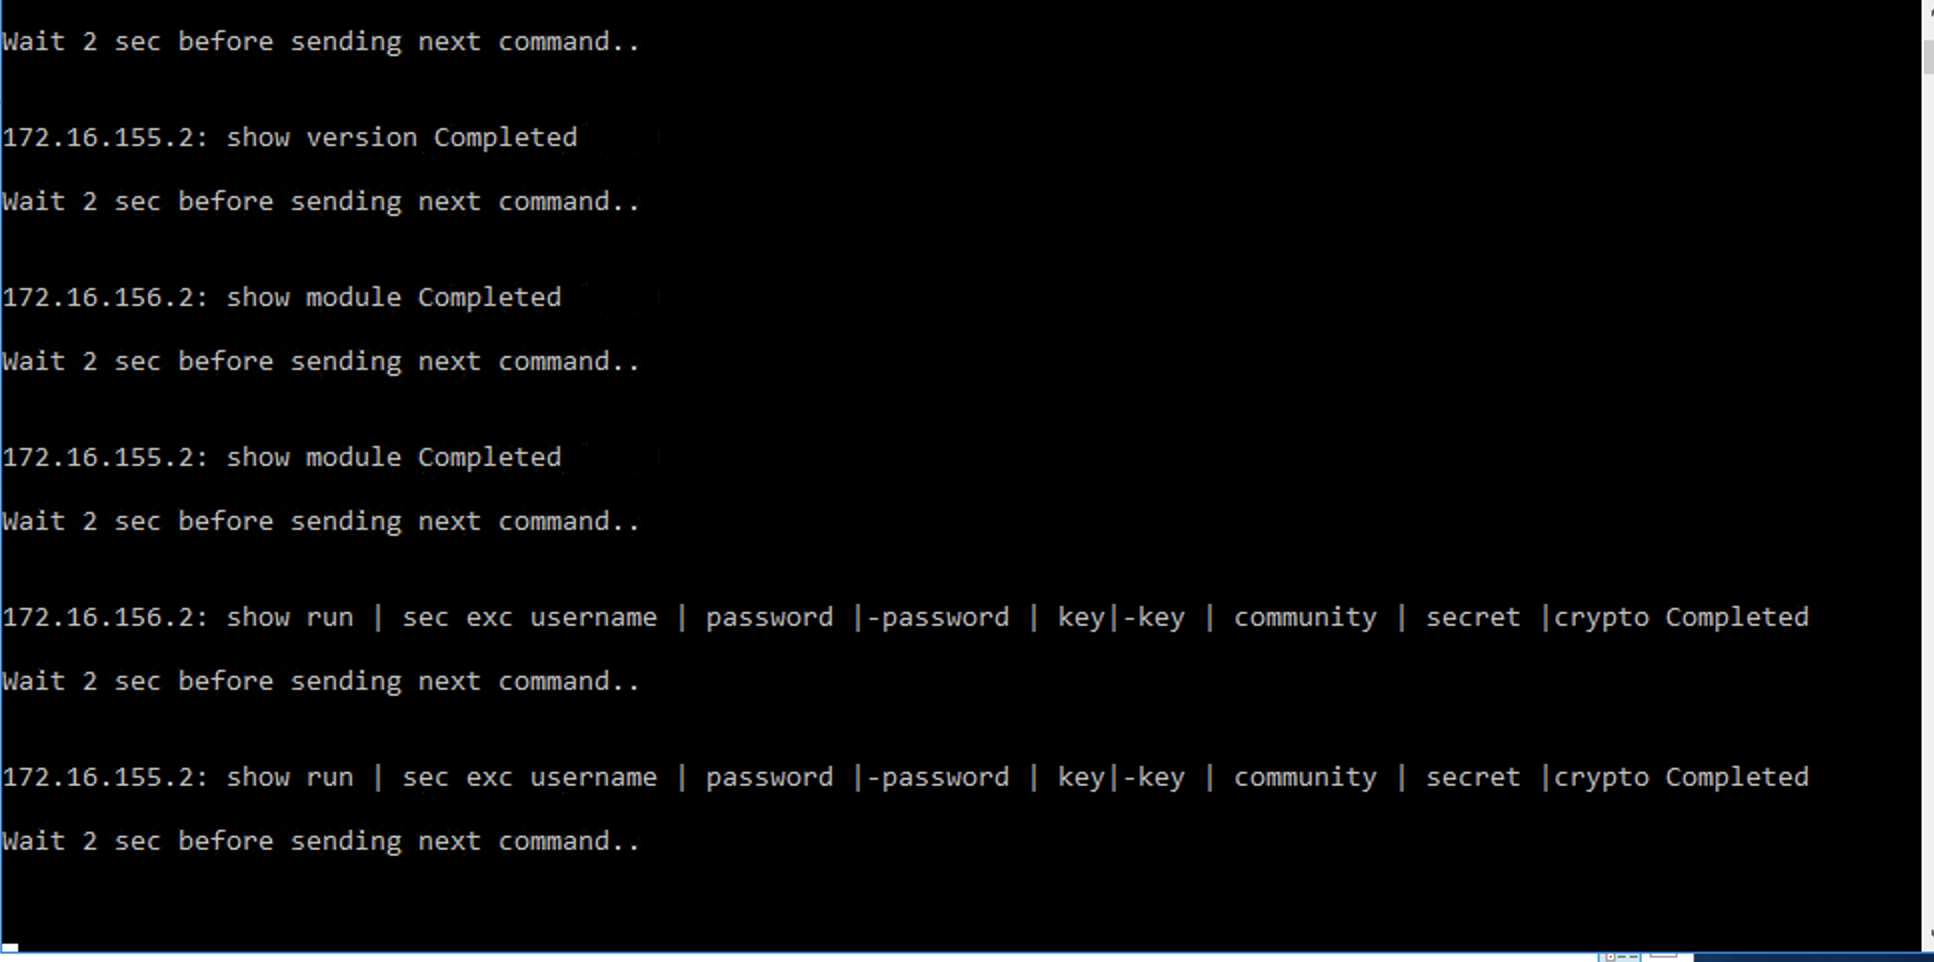 Wait 2 sec before sending next command..
172.16.155.2: show version Completed
Wait 2 sec before sending next command..
172.16.156.2: show module Completed
Wait 2 sec before sending next command..
172.16.155.2: show module Completed
Wait 2 sec before sending next command..
172.16.156.2: show run | sec exc username | password |-password | key|-key | community | secret |crypto Completed
Wait 2 sec before sending next command..
172.16.155.2: show run | sec exc username | password |-password | key|-key | community | secret |crypto Completed
Wait 2 sec before sending next command..